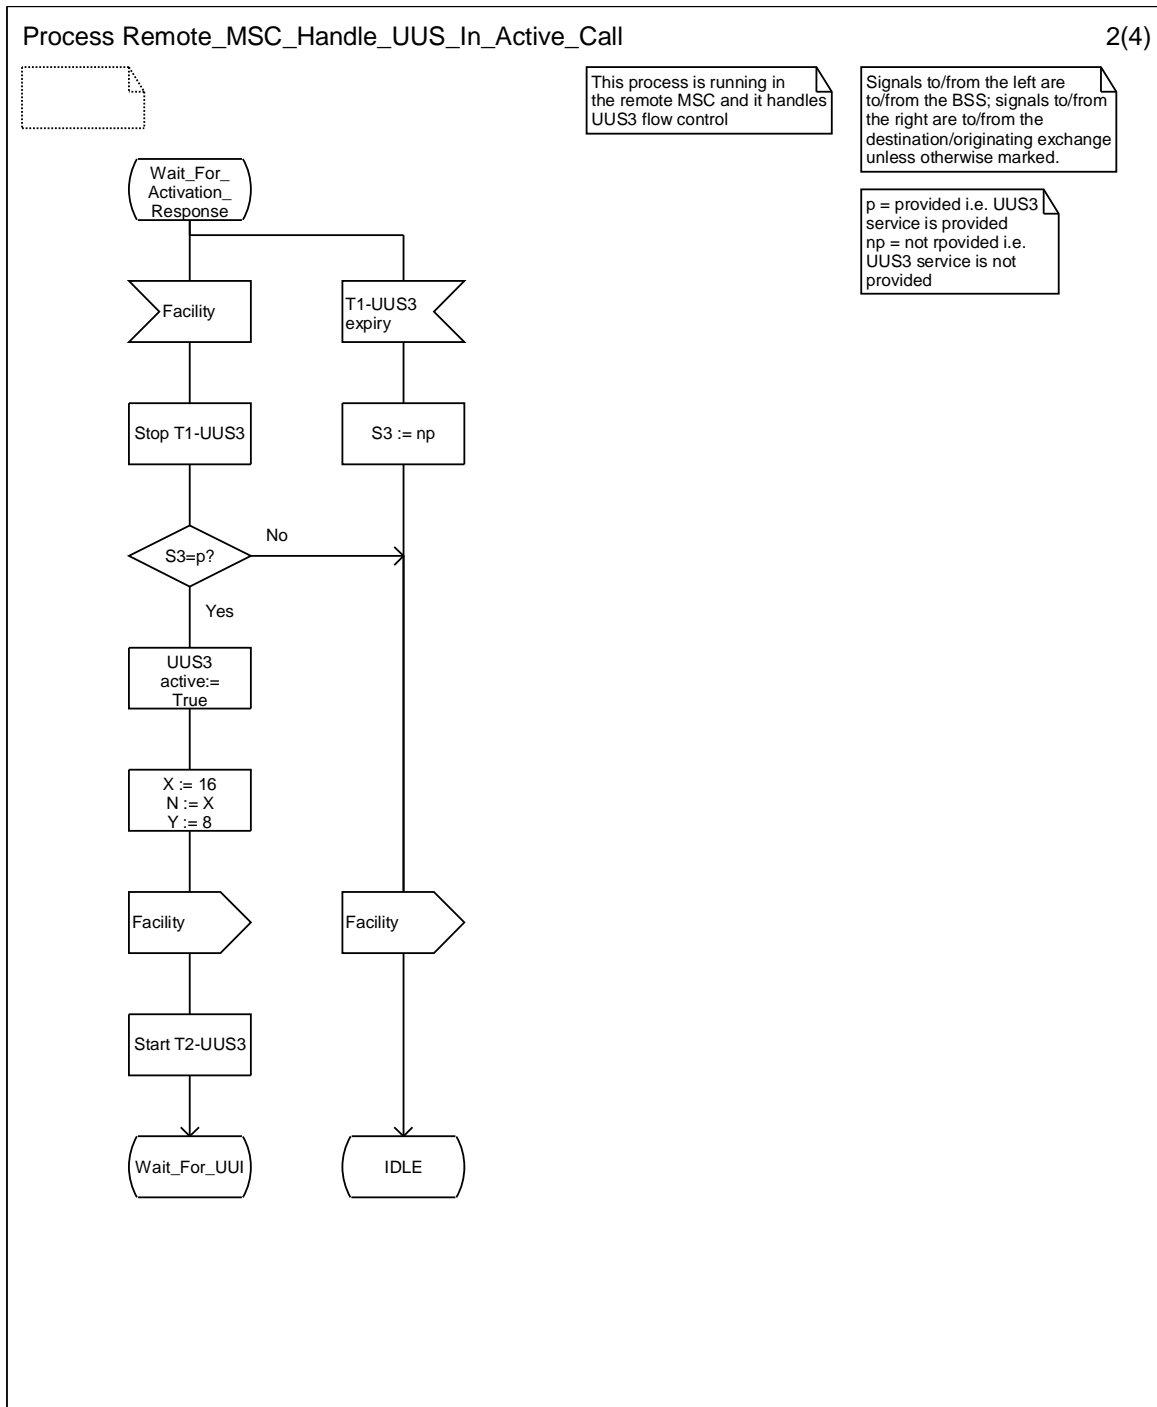 Process Remote_MSC_Handle_UUS_In_Active_Call
2(4)
This process is running in
the remote MSC and it handles
UUS3 flow control
Signals to/from the left are
to/from the BSS; signals to/from
the right are to/from the
destination/originating exchange
unless otherwise marked.
p = provided i.e. UUS3
service is provided
np = not rpovided i.e.
UUS3 service is not
provided
Wait_For_
Activation_
Response
Facility
T1-UUS3
expiry
Stop T1-UUS3
S3 := np
S3=p?
No
Yes
UUS3
active:=
True
X := 16
N := X
Y := 8
Facility
Facility
Start T2-UUS3
Wait_For_UUI
IDLE